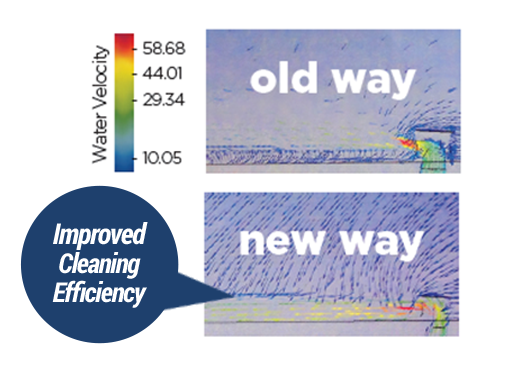 Water Velocity
58.68
44.01
29.34
10.05
old way
new way
Improved
Cleaning
Efficiency